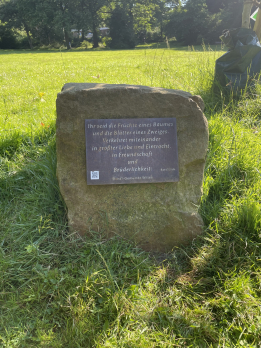 Ihr seid die Früchte eines Baumes
und die Blätter eines Zweiges
Verkehret miteinander
in größter Liebe und Eintracht
in Freundschaft
und
Brüderlichkeit